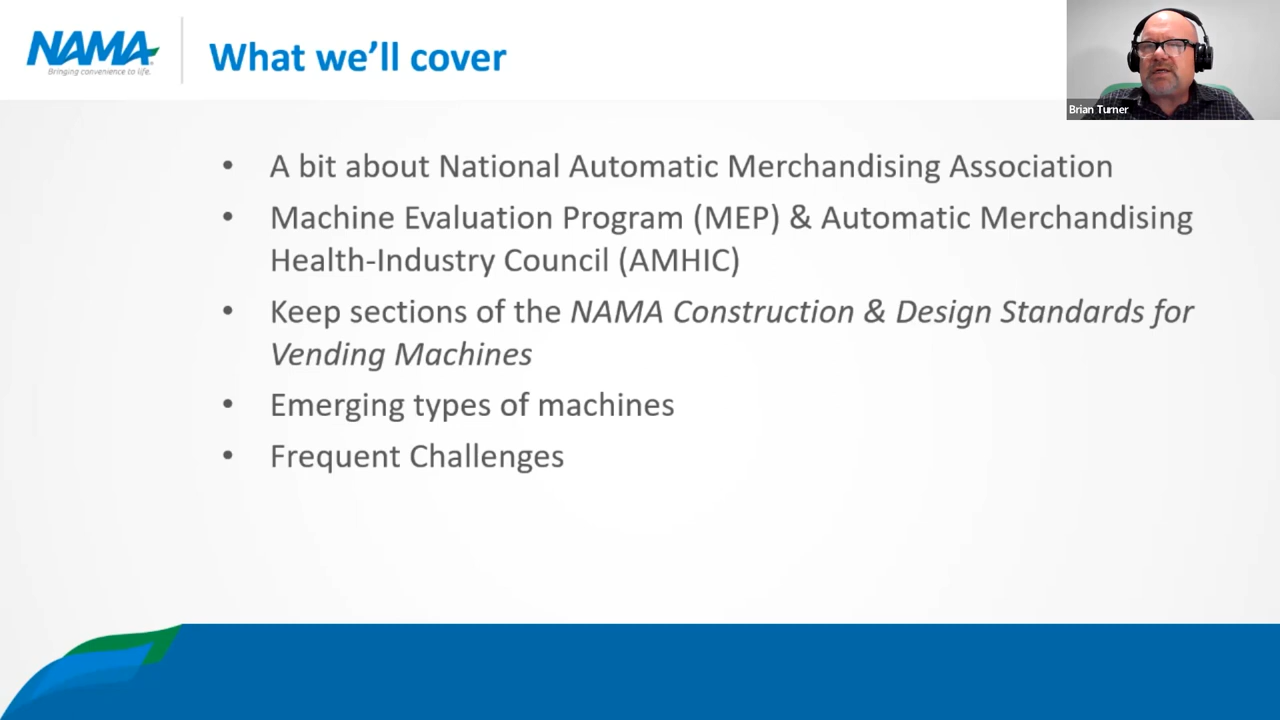 NAMA
Bringing convenience to life.
What we'll cover
Brian Turner
• A bit about National Automatic Merchandising Association
• Machine Evaluation Program (MEP) & Automatic Merchandising
Health-Industry Council (AMHIC)
• Keep sections of the NAMA Construction & Design Standards for
Vending Machines
• Emerging types of machines
• Frequent Challenges